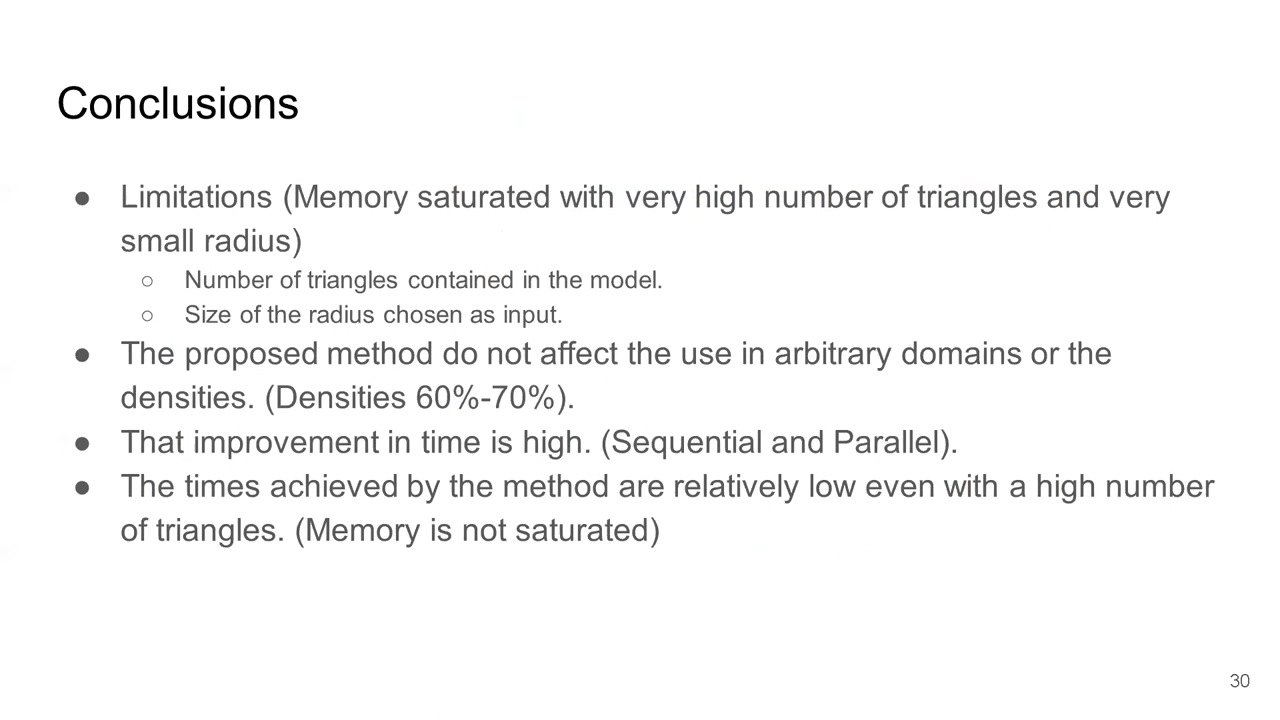 Conclusions
● Limitations (Memory saturated with very high number of triangles and very
small radius)
○ Number of triangles contained in the model.
○ Size of the radius chosen as input.
● The proposed method do not affect the use in arbitrary domains or the
densities. (Densities 60%-70%).
● That improvement in time is high. (Sequential and Parallel).
● The times achieved by the method are relatively low even with a high number
of triangles. (Memory is not saturated)
30